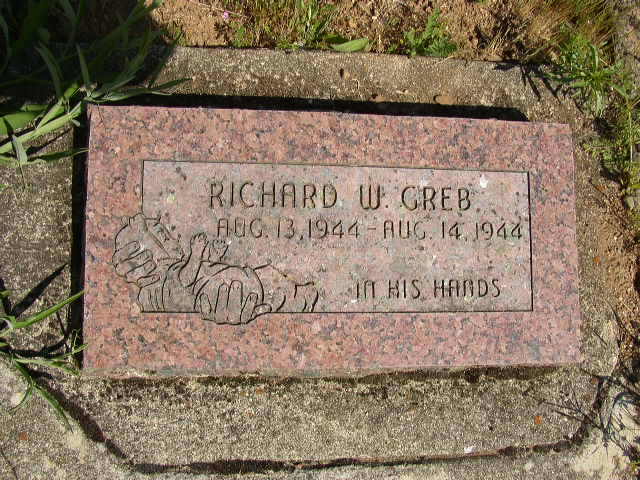 RICHARD W. GREB
AUG. 13, 1944 - AUG. 14, 1944
IN HIS HANDS